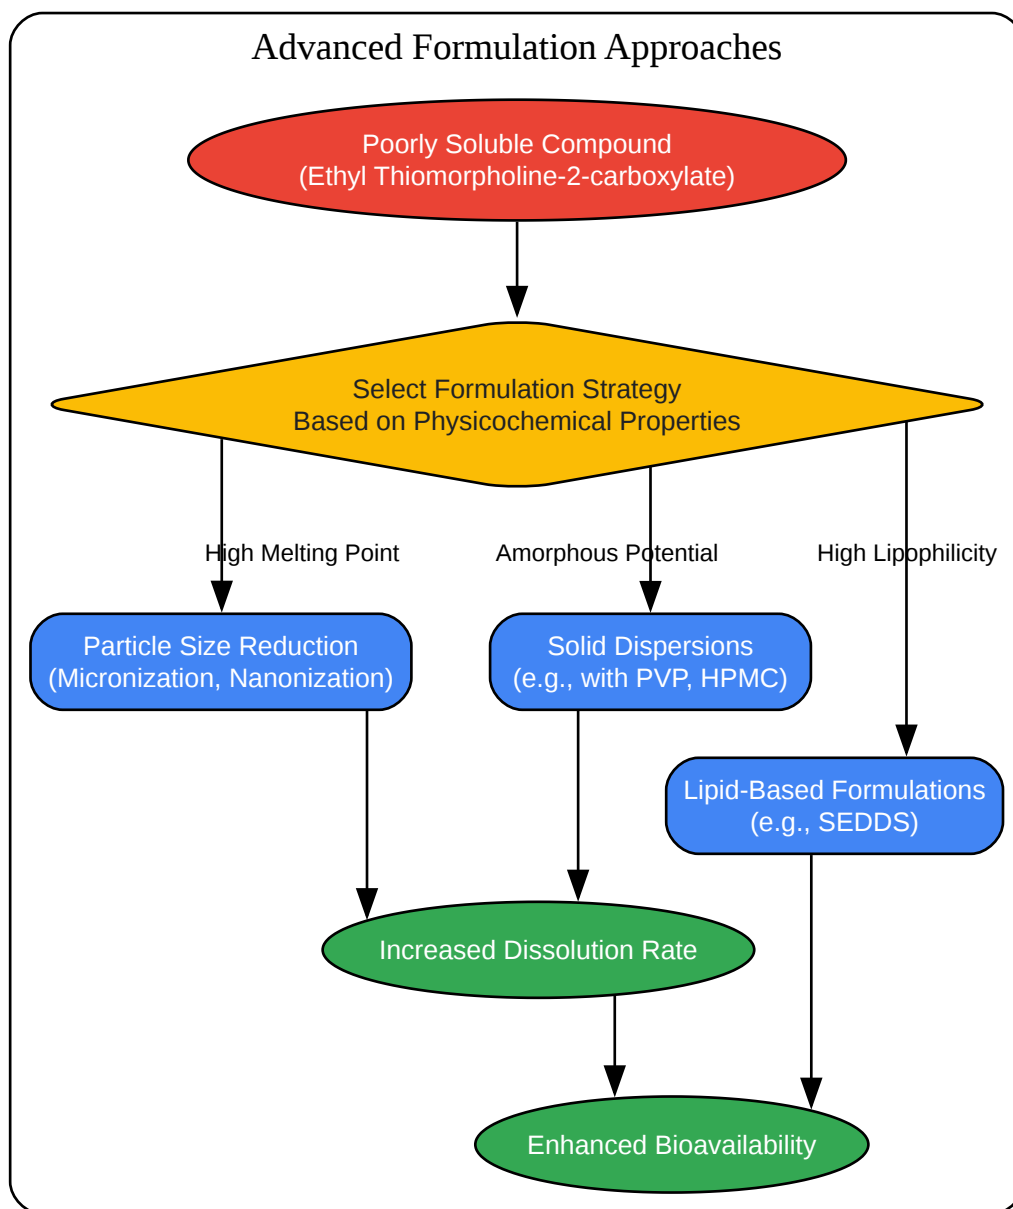 Advanced Formulation Approaches
Poorly Soluble Compound
(Ethyl Thiomorpholine-2-carboxylate)
Select Formulation Strategy
Based on Physicochemical Properties
High Melting Point
Amorphous Potential
High Lipophilicity
Particle Size Reduction
(Micronization, Nanonization)
Solid Dispersions
(e.g., with PVP, HPMC)
Lipid-Based Formulations
(e.g., SEDDS)
Increased Dissolution Rate
Enhanced Bioavailability